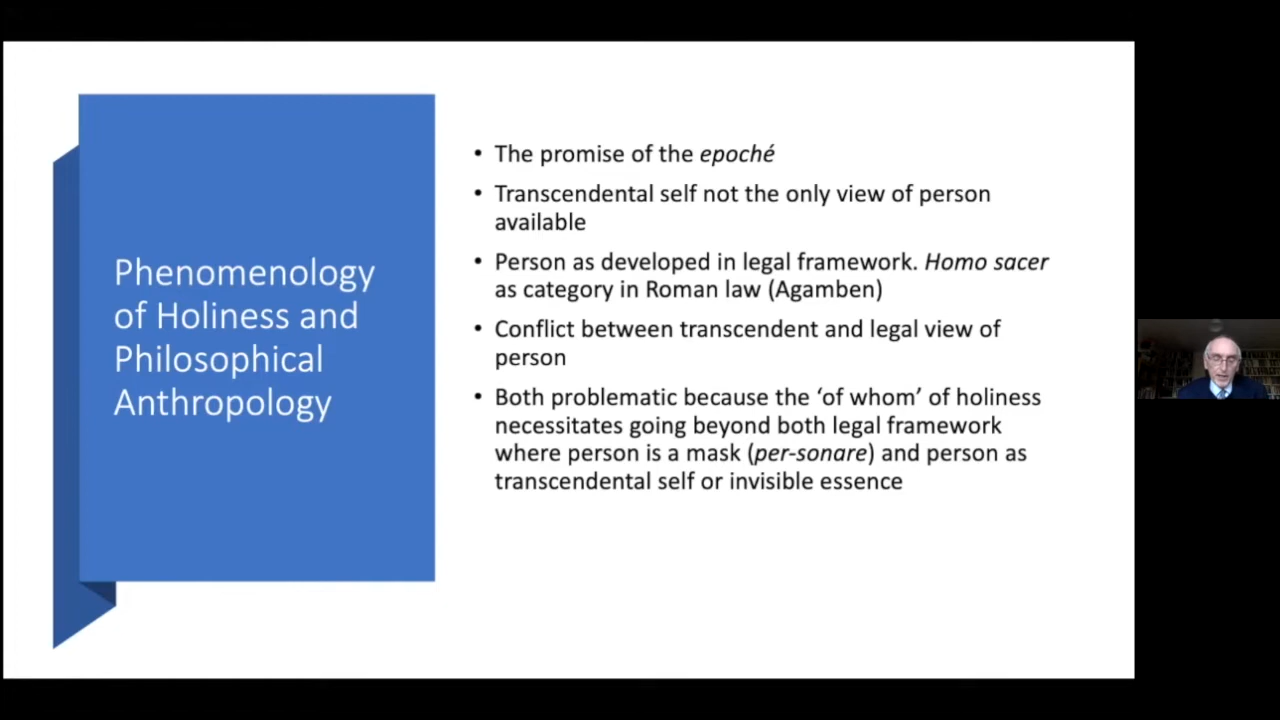 Phenomenology
of Holiness and
Philosophical
Anthropology
• The promise of the epoché
• Transcendental self not the only view of person
available
• Person as developed in legal framework. Homo sacer
as category in Roman law (Agamben)
• Conflict between transcendent and legal view of
person
• Both problematic because the ‘of whom’ of holiness
necessitates going beyond both legal framework
where person is a mask (per-sonare) and person as
transcendental self or invisible essence